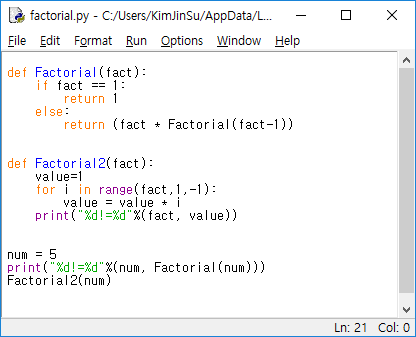 factorial.py - C:/Users/KimJinSu/AppData/L...
File Edit Format Run Options Window Help
def Factorial(fact):
    if fact == 1:
        return 1
    else:
        return (fact * Factorial(fact-1))
def Factorial2(fact):
    value=1
    for i in range(fact,1,-1):
        value = value * i
    print("%d!=%d"%(fact, value))
num = 5
print("%d!=%d"%(num, Factorial(num)))
Factorial2(num)
Ln: 21 Col: 0